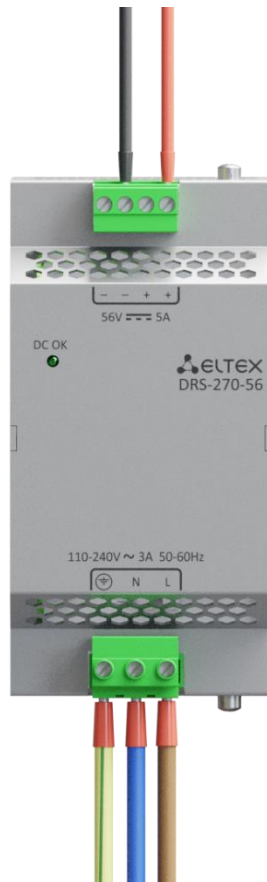 − − + +
56V ⎓ 5A
DC OK
ELTEX
DRS-270-56
110-240V ~ 3A 50-60Hz
⏚ N L